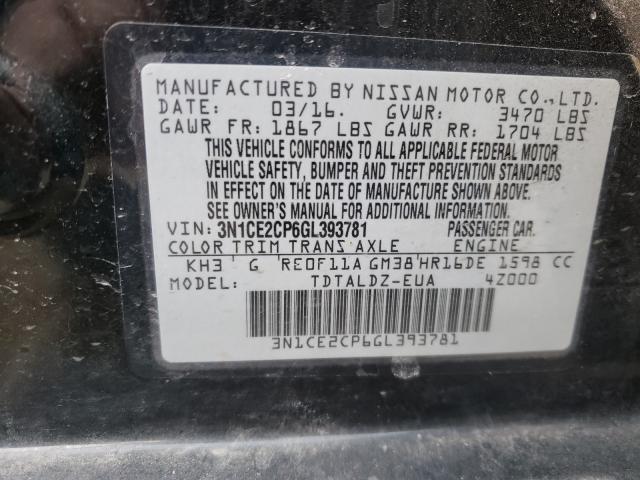 MANUFACTURED BY NISSAN MOTOR CO., LTD.
DATE: 03/16. GVWR: 3470 LBS
GAWR FR: 1867 LBS GAWR RR: 1704 LBS
THIS VEHICLE CONFORMS TO ALL APPLICABLE FEDERAL MOTOR
VEHICLE SAFETY, BUMPER AND THEFT PREVENTION STANDARDS
IN EFFECT ON THE DATE OF MANUFACTURE SHOWN ABOVE.
SEE OWNER'S MANUAL FOR ADDITIONAL INFORMATION.
VIN: 3N1CE2CP6GL393781 PASSENGER CAR.
COLOR TRIM TRANS AXLE ENGINE
KH3 G RE0F11A GM38 HR16DE 1598 CC
MODEL: TDTALDZ-EUA 4Z000
3N1CE2CP6GL393781